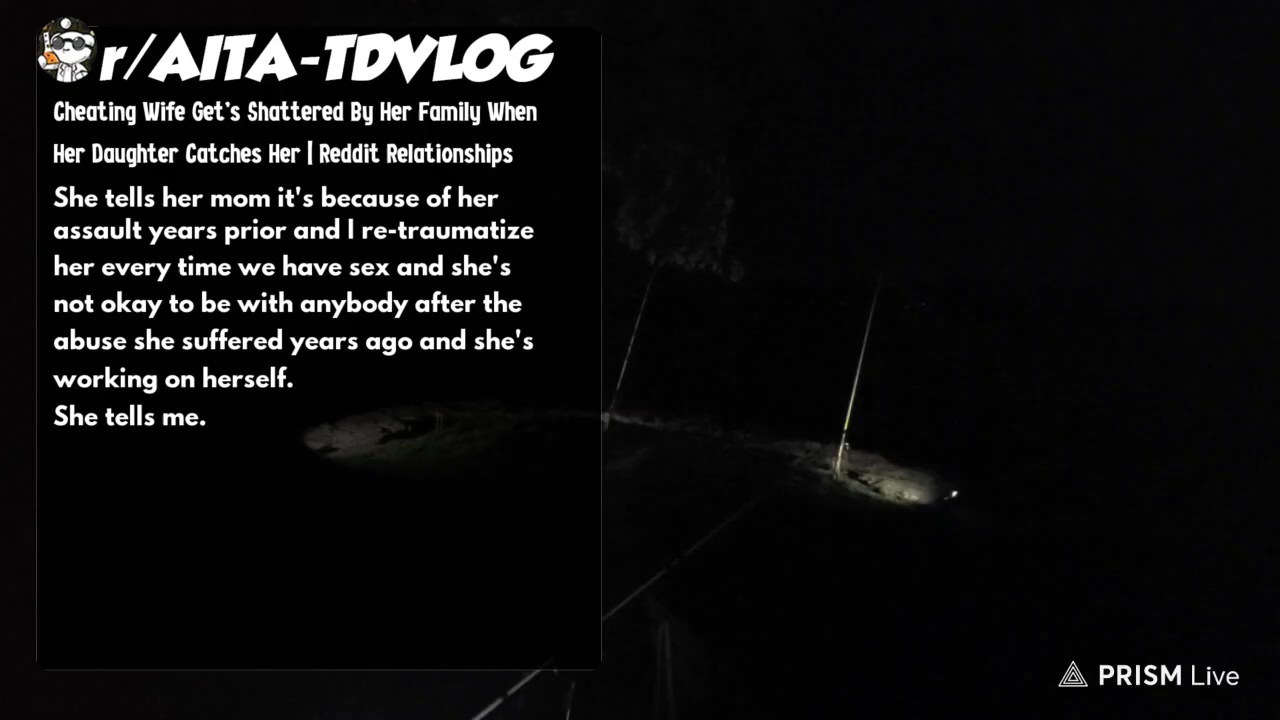 r/AITA-TDVLOG
Cheating Wife Get's Shattered By Her Family When
Her Daughter Catches Her | Reddit Relationships
She tells her mom it's because of her
assault years prior and I re-traumatize
her every time we have sex and she's
not okay to be with anybody after the
abuse she suffered years ago and she's
working on herself.
She tells me.
PRISM Live